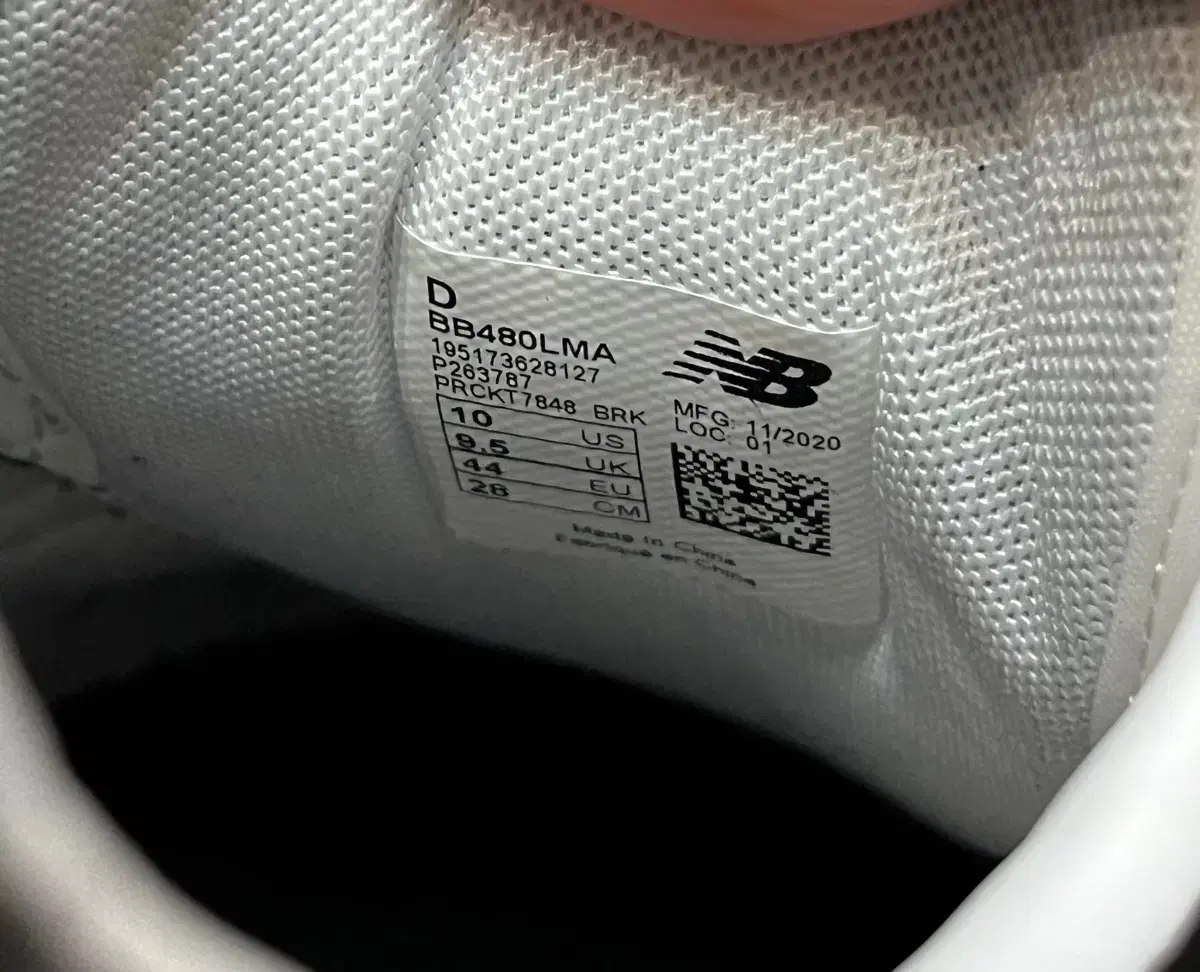 D
BB480LMA
195173628127
P263787
PRCKT7848 BRK
10 US
9.5 UK
44 EU
28 CM
NB
MFG: 11/2020
LOC: 01
Made in China
Fabriqué en Chine